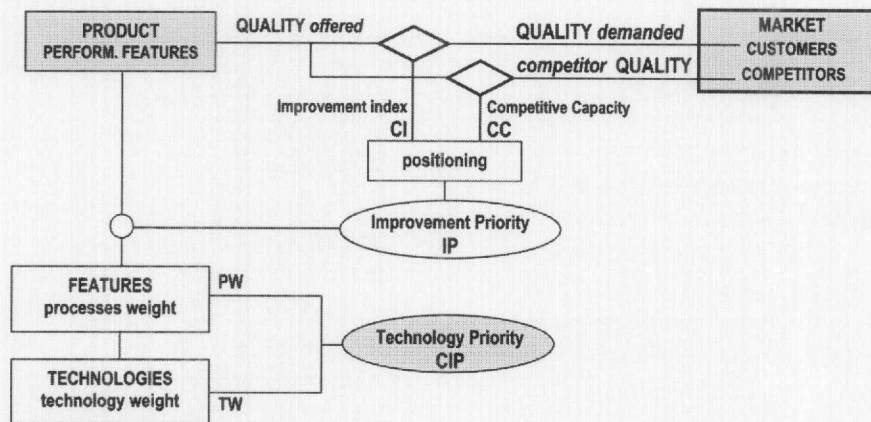 PRODUCT
PERFORM. FEATURES
QUALITY offered
QUALITY demanded
MARKET
CUSTOMERS
competitor QUALITY
COMPETITORS
Improvement index
CI
Competitive Capacity
CC
positioning
Improvement Priority
IP
FEATURES
processes weight
PW
Technology Priority
CIP
TECHNOLOGIES
technology weight
TW